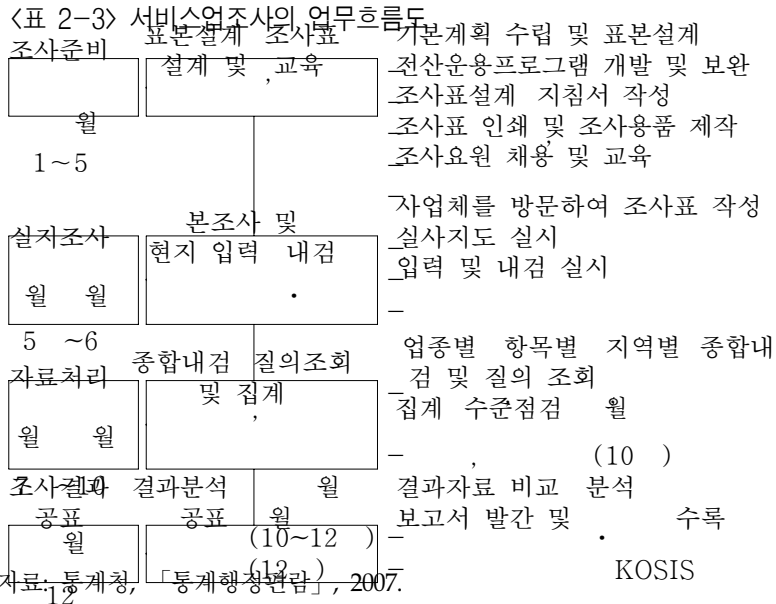 <표 2-3> 서비스업조사의 업무흐름도
조사준비
월
1~5
표본설계 조사표
설계 및 , 교육
기본계획 수립 및 표본설계
- 전산운용프로그램 개발 및 보완
- 조사표설계 지침서 작성
- 조사표 인쇄 및 조사용품 제작
- 조사요원 채용 및 교육
실지조사
월 월
5 ~6
본조사 및
현지 입력 내검
·
- 사업체를 방문하여 조사표 작성
실사지도 실시
- 입력 및 내검 실시
-
자료처리
월 월
7 ~10
종합내검 질의조회
및 집계
,
업종별 항목별 지역별 종합내
검 및 질의 조회
- 집계 수준점검 월
- , (10 )
조사결과
공표
월
12
결과분석 월
공표 월
(10~12 )
(12 )
결과자료 비교 분석
보고서 발간 및 수록
- ·
- KOSIS
자료: 통계청, 「통계행정편람」, 2007.